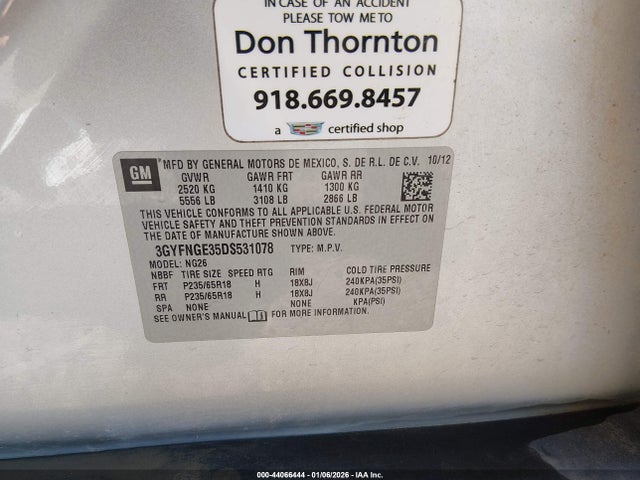 IN CASE OF AN ACCIDENT
PLEASE TOW ME TO
Don Thornton
CERTIFIED COLLISION
918.669.8457
a certified shop
GM
MFD BY GENERAL MOTORS DE MEXICO, S. DE R.L. DE C.V. 10/12
GVWR GAWR FRT GAWR RR
2520 KG 1410 KG 1300 KG
5556 LB 3108 LB 2866 LB
THIS VEHICLE CONFORMS TO ALL APPLICABLE U.S. FEDERAL MOTOR
VEHICLE SAFETY AND THEFT PREVENTION STANDARDS IN EFFECT ON
THE DATE OF MANUFACTURE SHOWN ABOVE.
3GYFNGE35DS531078 TYPE: M.P.V.
MODEL: NG26
NBBF TIRE SIZE SPEED RTG RIM COLD TIRE PRESSURE
FRT P235/65R18 H 18X8J 240KPA(35PSI)
RR P235/65R18 H 18X8J 240KPA(35PSI)
SPA NONE NONE KPA(PSI)
SEE OWNER'S MANUAL FOR MORE INFORMATION.
000-44066444 - 01/06/2026 - IAA Inc.